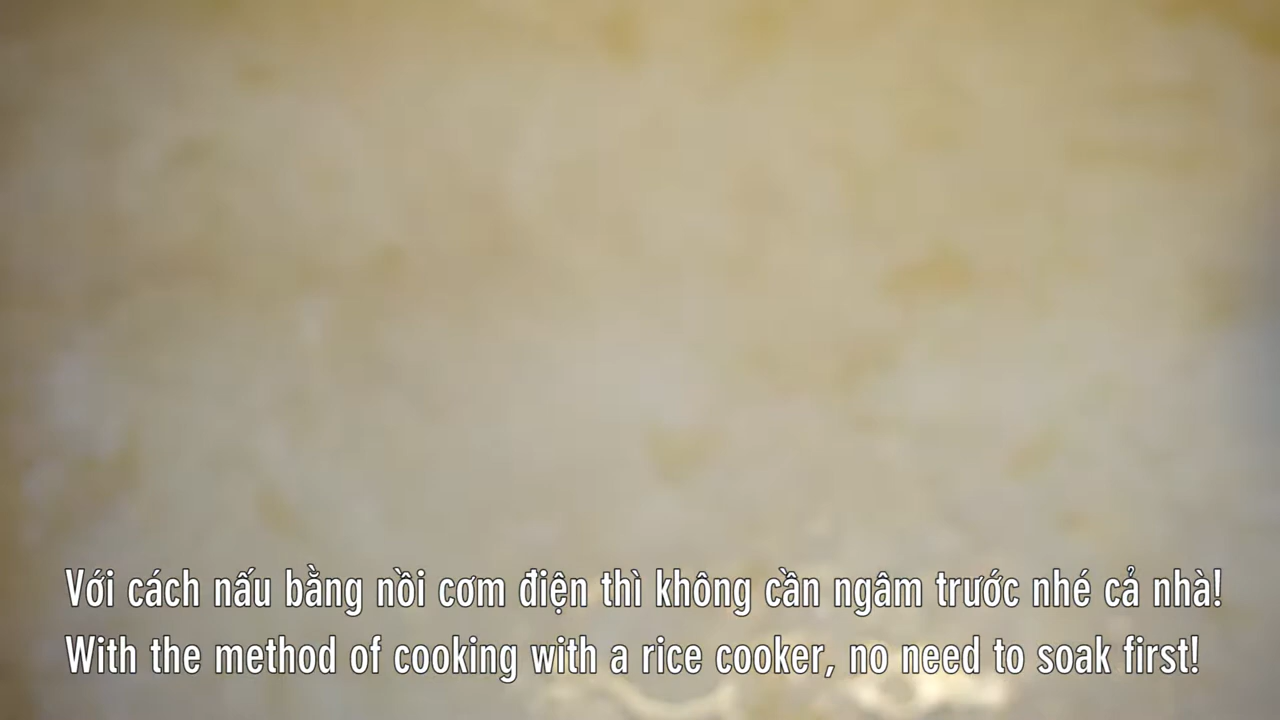 Với cách nấu bằng nồi cơm điện thì không cần ngâm trước nhé cả nhà!
With the method of cooking with a rice cooker, no need to soak first!